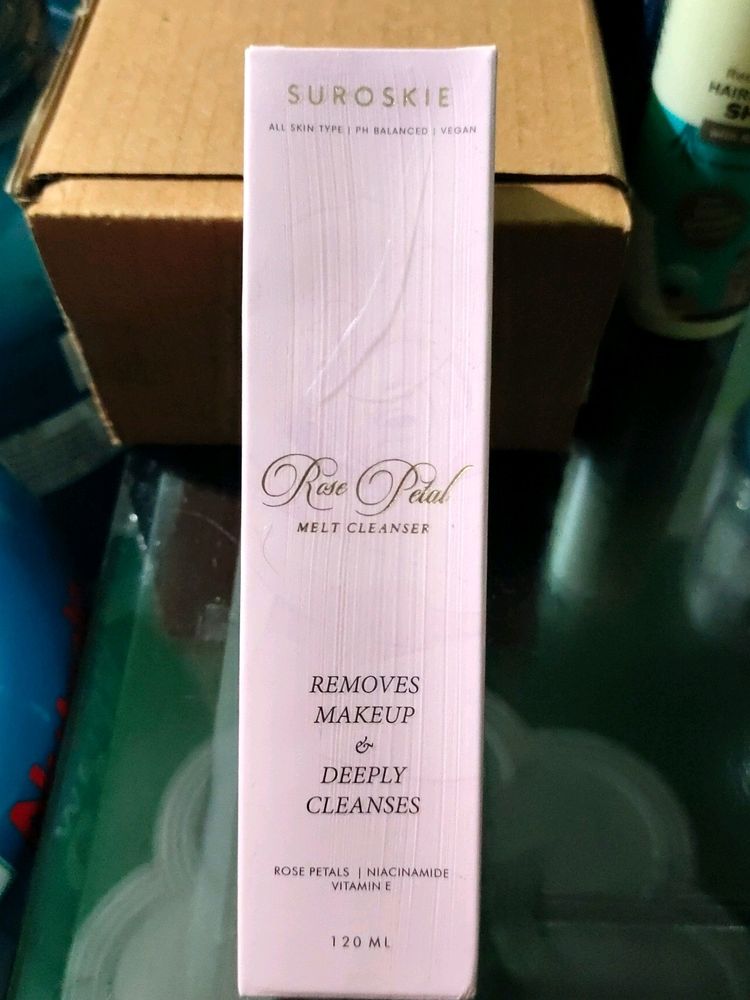 SUROSKIE
ALL SKIN TYPE | PH BALANCED | VEGAN
Rose Petal
MELT CLEANSER
REMOVES
MAKEUP
&
DEEPLY
CLEANSES
ROSE PETALS | NIACINAMIDE
VITAMIN E
120 ML
HAIR